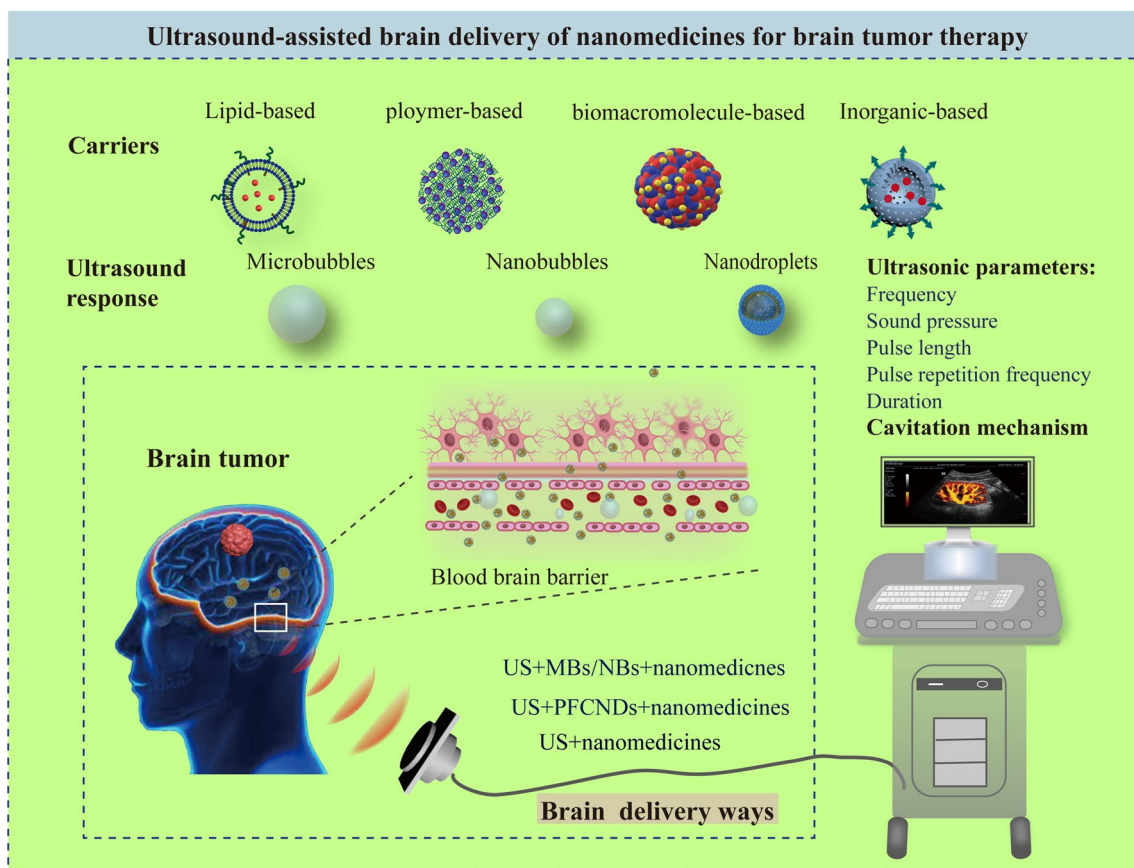 Ultrasound-assisted brain delivery of nanomedicines for brain tumor therapy
Lipid-based
ploymer-based
biomacromolecule-based
Inorganic-based
Carriers
Ultrasound
response
Microbubbles
Nanobubbles
Nanodroplets
Ultrasonic parameters:
Frequency
Sound pressure
Pulse length
Pulse repetition frequency
Duration
Cavitation mechanism
Brain tumor
Blood brain barrier
US+MBs/NBs+nanomedicnes
US+PFCNDs+nanomedicines
US+nanomedicines
Brain delivery ways